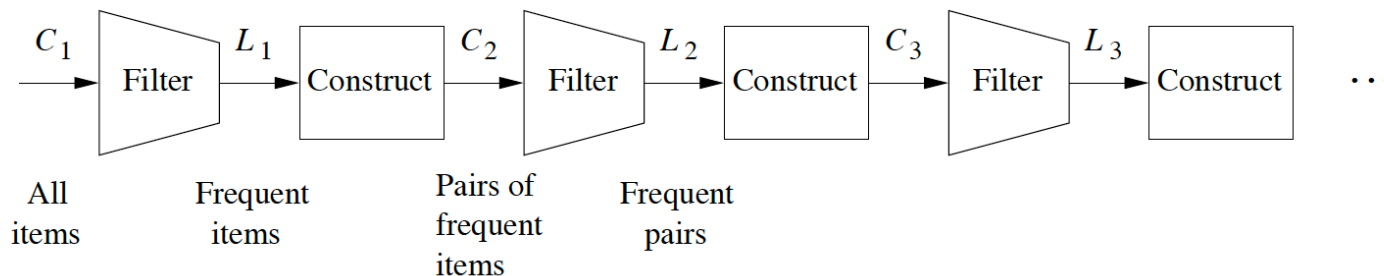 C1 L1 C2 L2 C3 L3
Filter Construct Filter Construct Filter Construct ..
All Frequent Pairs of Frequent
items items frequent pairs
items